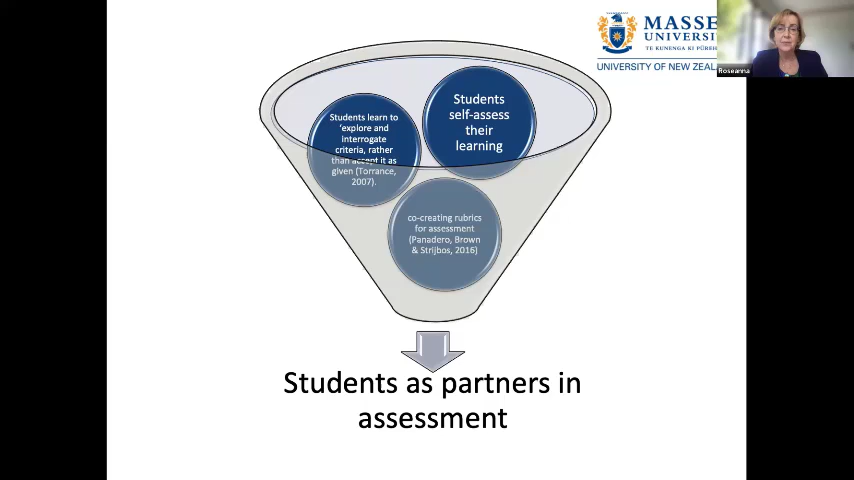 MASSE
UNIVERSI
TE KUNENGA KI PŪREH
UNIVERSITY OF NEW ZEAL
Roseanna
Students
self-assess
their
learning
Students learn to
'explore and
interrogate
criteria, rather
than accept it as
given (Torrance,
2007).
co-creating rubrics
for assessment
(Panadero, Brown
& Strijbos, 2016)
Students as partners in
assessment